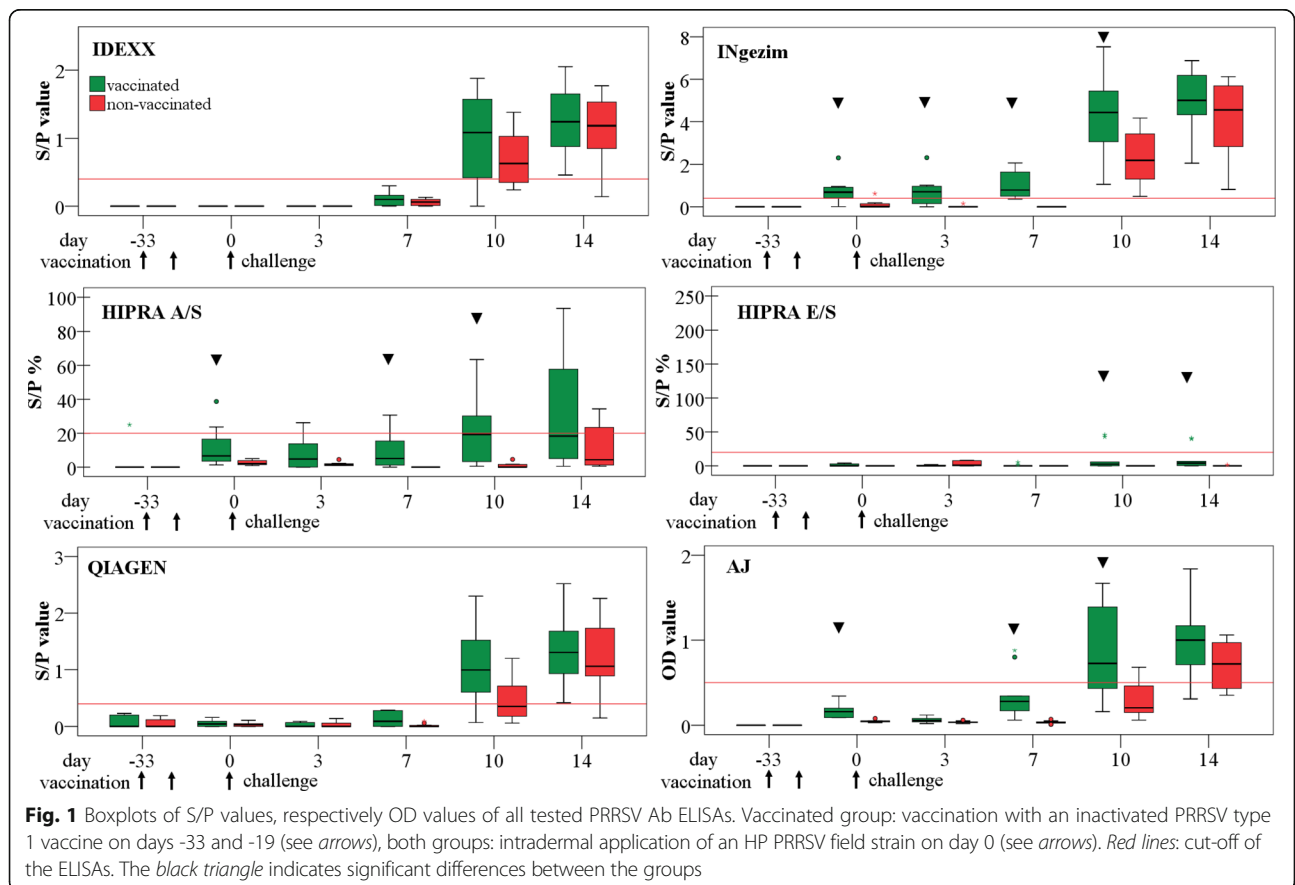 IDEXX
vaccinated
non-vaccinated
S/P value
2
1
0
-33 0 3 7 10 14
day
vaccination challenge
INgezim
S/P value
8
6
4
2
0
-33 0 3 7 10 14
day
vaccination challenge
HIPRA A/S
S/P %
100
80
60
40
20
0
-33 0 3 7 10 14
day
vaccination challenge
HIPRA E/S
S/P %
250
200
150
100
50
0
-33 0 3 7 10 14
day
vaccination challenge
QIAGEN
S/P value
3
2
1
0
-33 0 3 7 10 14
day
vaccination challenge
AJ
OD value
2
1
0
-33 0 3 7 10 14
day
vaccination challenge
Fig. 1 Boxplots of S/P values, respectively OD values of all tested PRRSV Ab ELISAs. Vaccinated group: vaccination with an inactivated PRRSV type
1 vaccine on days -33 and -19 (see arrows), both groups: intradermal application of an HP PRRSV field strain on day 0 (see arrows). Red lines: cut-off of
the ELISAs. The black triangle indicates significant differences between the groups